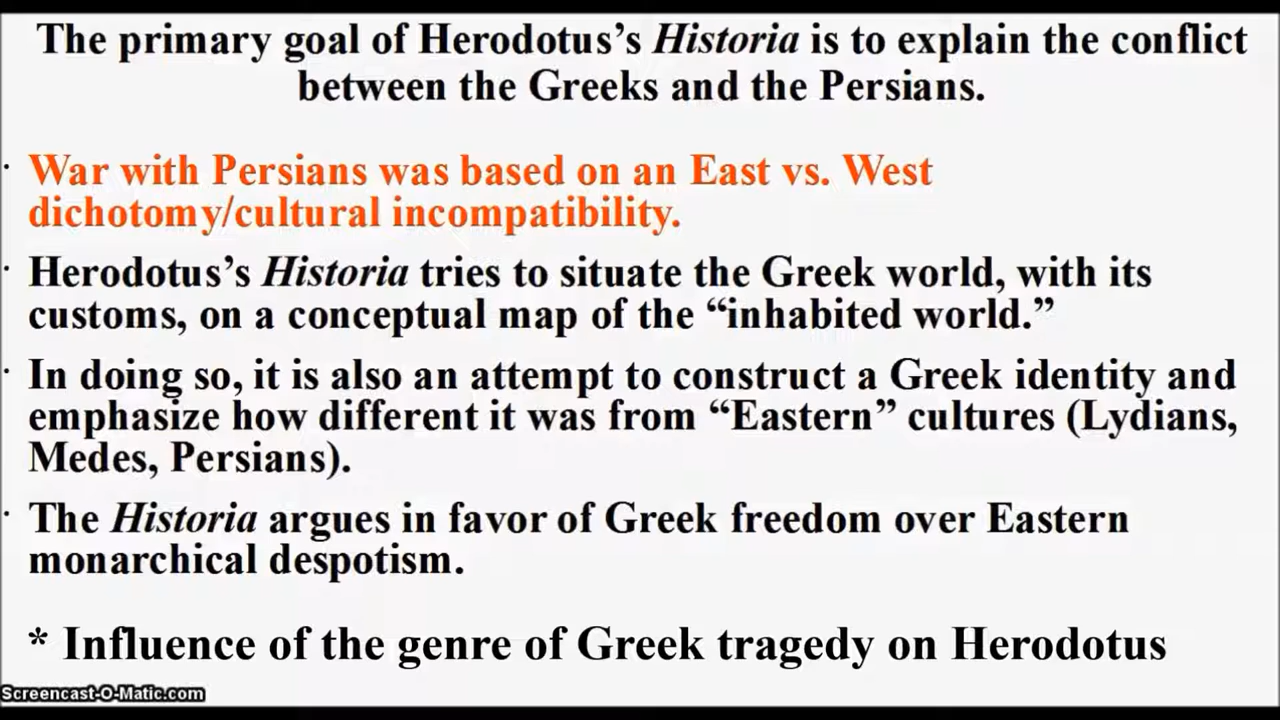 The primary goal of Herodotus’s Historia is to explain the conflict
between the Greeks and the Persians.
· War with Persians was based on an East vs. West
dichotomy/cultural incompatibility.
· Herodotus’s Historia tries to situate the Greek world, with its
customs, on a conceptual map of the “inhabited world.”
· In doing so, it is also an attempt to construct a Greek identity and
emphasize how different it was from “Eastern” cultures (Lydians,
Medes, Persians).
· The Historia argues in favor of Greek freedom over Eastern
monarchical despotism.
* Influence of the genre of Greek tragedy on Herodotus
Screencast-O-Matic.com